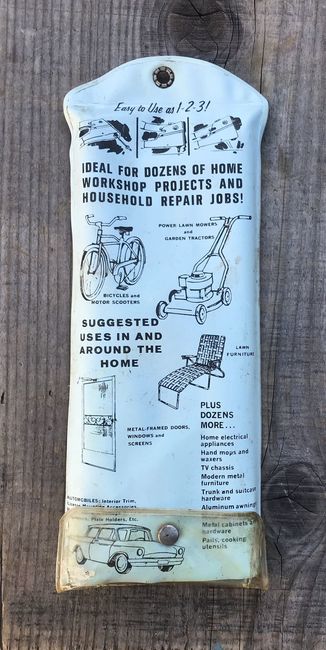 Easy to Use as 1-2-3!
IDEAL FOR DOZENS OF HOME
WORKSHOP PROJECTS AND
HOUSEHOLD REPAIR JOBS!
POWER LAWN MOWERS
and
GARDEN TRACTORS
BICYCLES and
MOTOR SCOOTERS
SUGGESTED
USES IN AND
AROUND THE
HOME
LAWN
FURNITURE
METAL-FRAMED DOORS,
WINDOWS and
SCREENS
PLUS
DOZENS
MORE...
Home electrical
appliances
Hand mops and
waxers
TV chassis
Modern metal
furniture
Trunk and suitcase
hardware
Aluminum awnings
AUTOMOBILES: Interior Trim,
Accessories,
Plate Holders, Etc.
Metal cabinets
hardware
Pails, cooking
utensils